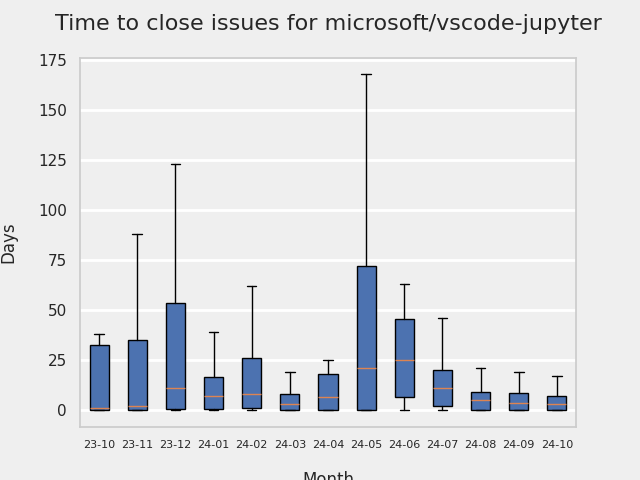 Time to close issues for microsoft/vscode-jupyter
175
150
125
100
75
50
25
0
Days
23-10 23-11 23-12 24-01 24-02 24-03 24-04 24-05 24-06 24-07 24-08 24-09 24-10
Month